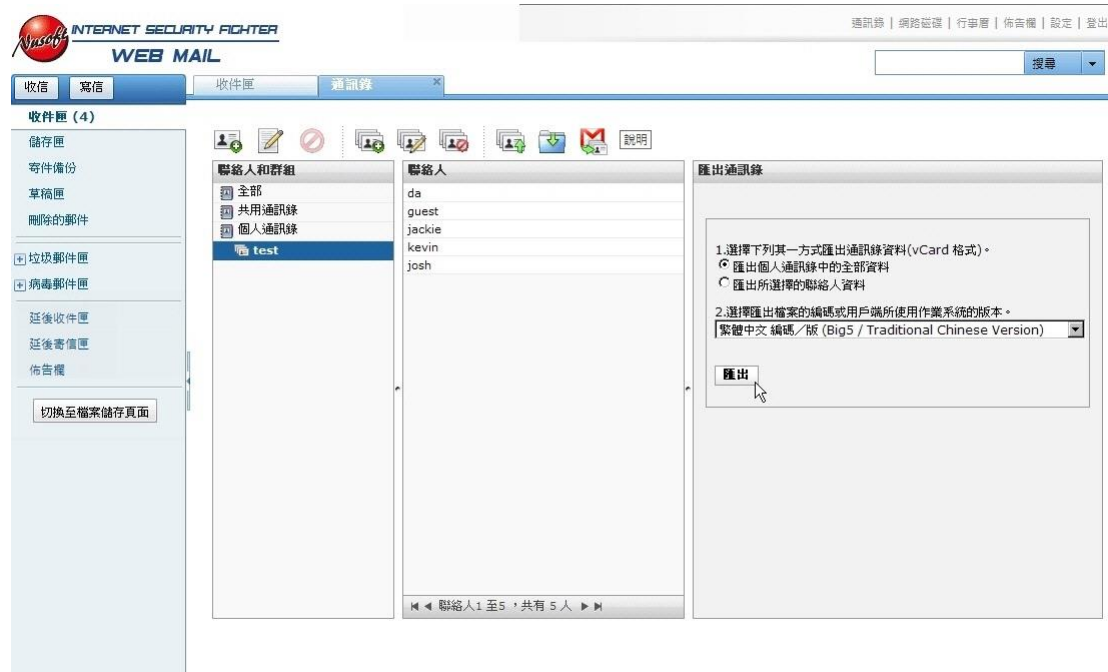 Nusoft
INTERNET SECURITY FIGHTER
WEB MAIL
通訊錄 | 網路磁碟 | 行事曆 | 佈告欄 | 設定 | 登出
搜尋
收信 寫信
收件匣 通訊錄
收件匣 (4)
儲存匣
寄件備份
草稿匣
刪除的郵件
垃圾郵件匣
病毒郵件匣
延後收件匣
延後寄信匣
佈告欄
切換至檔案儲存頁面
說明
聯絡人和群組
全部
共用通訊錄
個人通訊錄
test
聯絡人
da
guest
jackie
kevin
josh
聯絡人1 至5 ，共有 5 人
匯出通訊錄
1.選擇下列其一方式匯出通訊錄資料(vCard 格式)。
匯出個人通訊錄中的全部資料
匯出所選擇的聯絡人資料
2.選擇匯出檔案的編碼或用戶端所使用作業系統的版本。
繁體中文 編碼／版 (Big5 / Traditional Chinese Version)
匯出